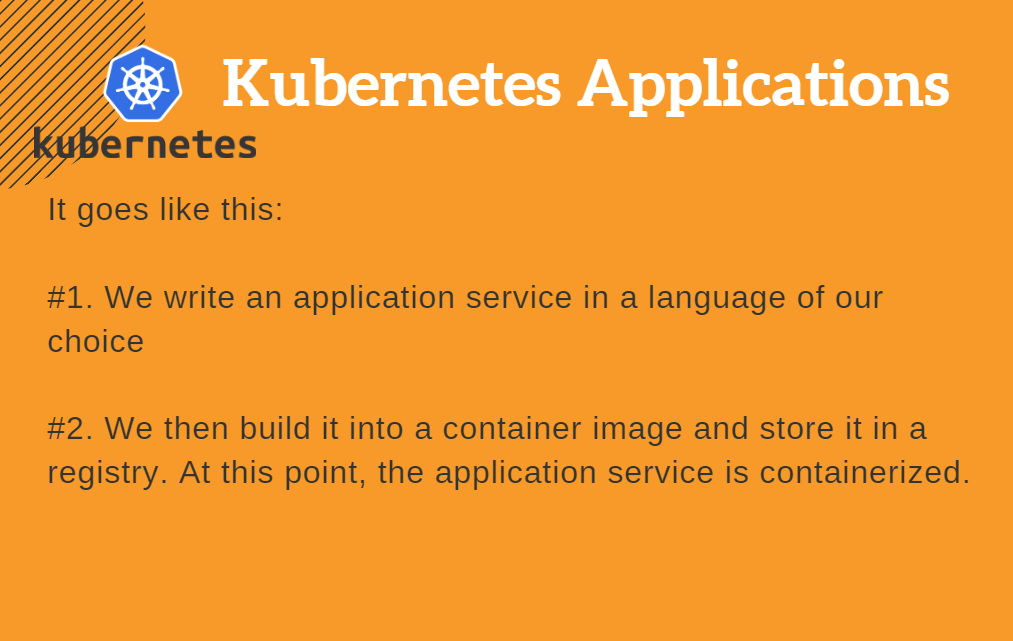 Kubernetes Applications
kubernetes
It goes like this:
#1. We write an application service in a language of our
choice
#2. We then build it into a container image and store it in a
registry. At this point, the application service is containerized.